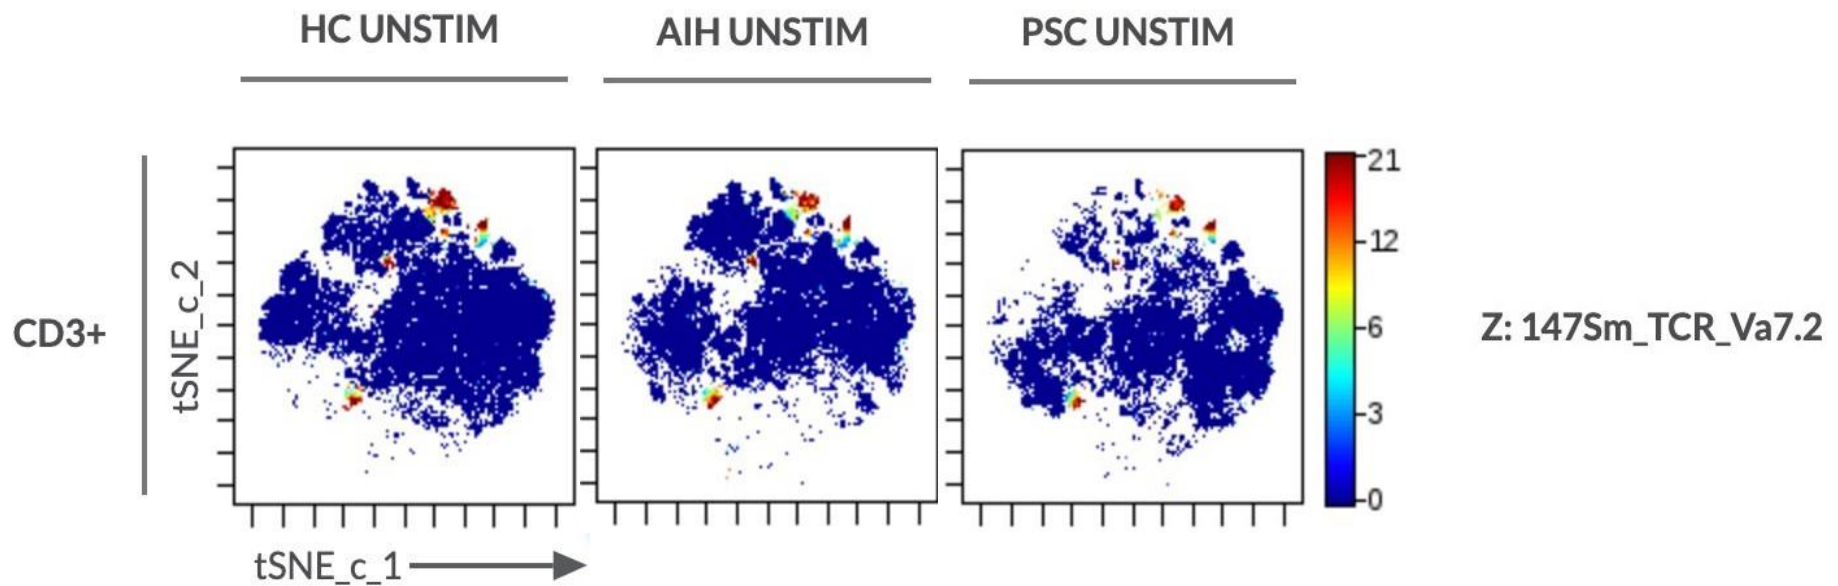 HC UNSTIM
AIH UNSTIM
PSC UNSTIM
CD3+
tSNE_c_2
tSNE_c_1
21
12
6
3
0
Z: 147Sm_TCR_Va7.2